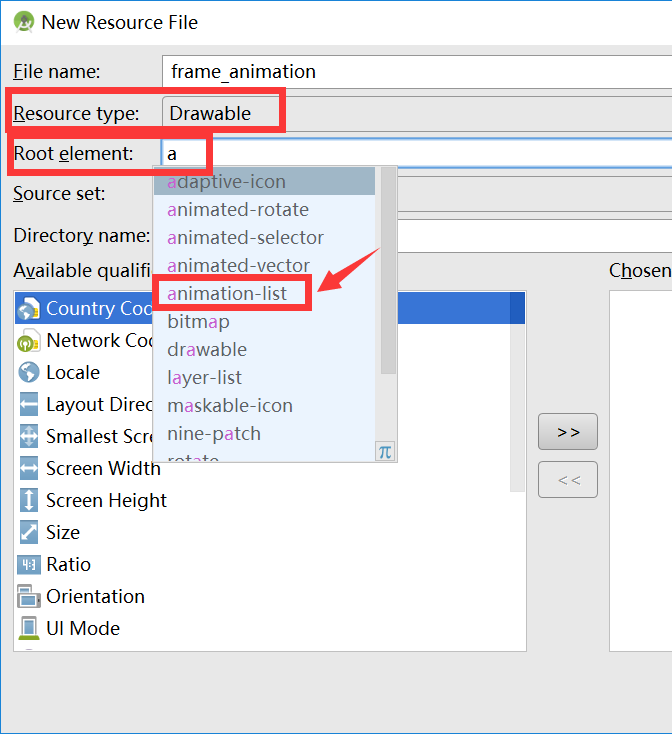 New Resource File
File name: frame_animation
Resource type: Drawable
Root element: a
adaptive-icon
animated-rotate
animated-selector
animated-vector
animation-list
bitmap
drawable
layer-list
maskable-icon
nine-patch
rotate
Source set:
Directory name:
Available qualifi
Chosen
Country Cod
Network Cod
Locale
Layout Direc
Smallest Scre
Screen Width
Screen Height
Size
Ratio
Orientation
UI Mode
>>
<<